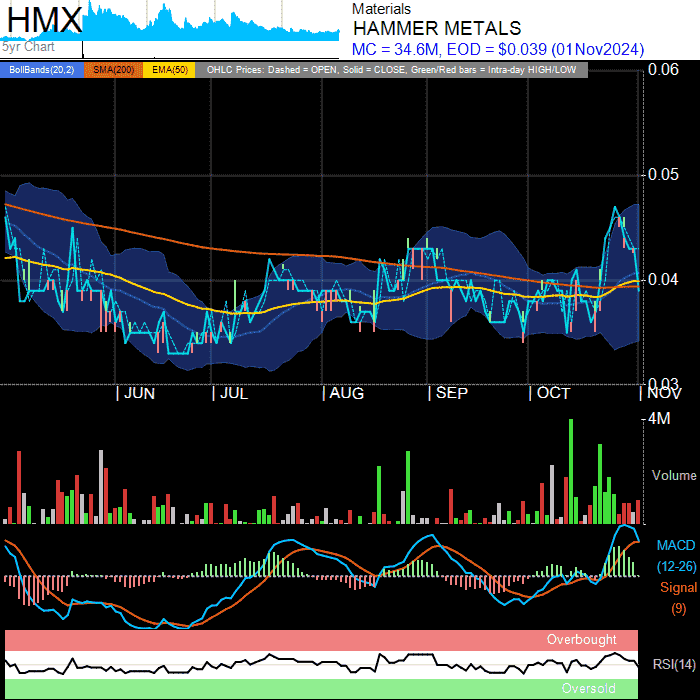 HMX
5yr Chart
Materials
HAMMER METALS
MC = 34.6M, EOD = $0.039 (01Nov2024)
BollBands(20,2) SMA(200) EMA(50) OHLC Prices: Dashed = OPEN, Solid = CLOSE, Green/Red bars = Intra-day HIGH/LOW
0.06
0.05
0.04
0.03
| JUN | JUL | AUG | SEP | OCT | NOV
4M
Volume
MACD
(12-26)
Signal
(9)
Overbought
RSI(14)
Oversold